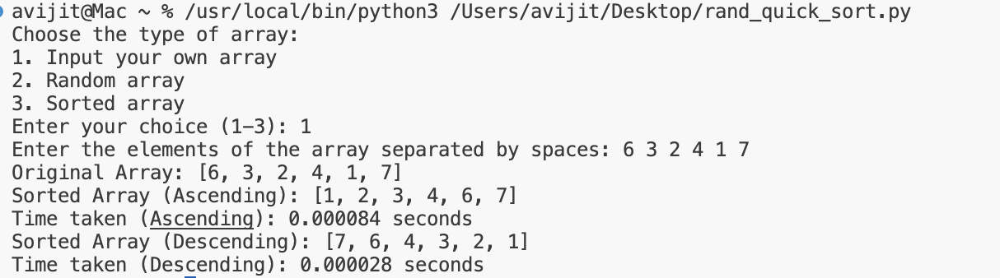 avijit@Mac ~ % /usr/local/bin/python3 /Users/avijit/Desktop/rand_quick_sort.py
Choose the type of array:
1. Input your own array
2. Random array
3. Sorted array
Enter your choice (1–3): 1
Enter the elements of the array separated by spaces: 6 3 2 4 1 7
Original Array: [6, 3, 2, 4, 1, 7]
Sorted Array (Ascending): [1, 2, 3, 4, 6, 7]
Time taken (Ascending): 0.000084 seconds
Sorted Array (Descending): [7, 6, 4, 3, 2, 1]
Time taken (Descending): 0.000028 seconds